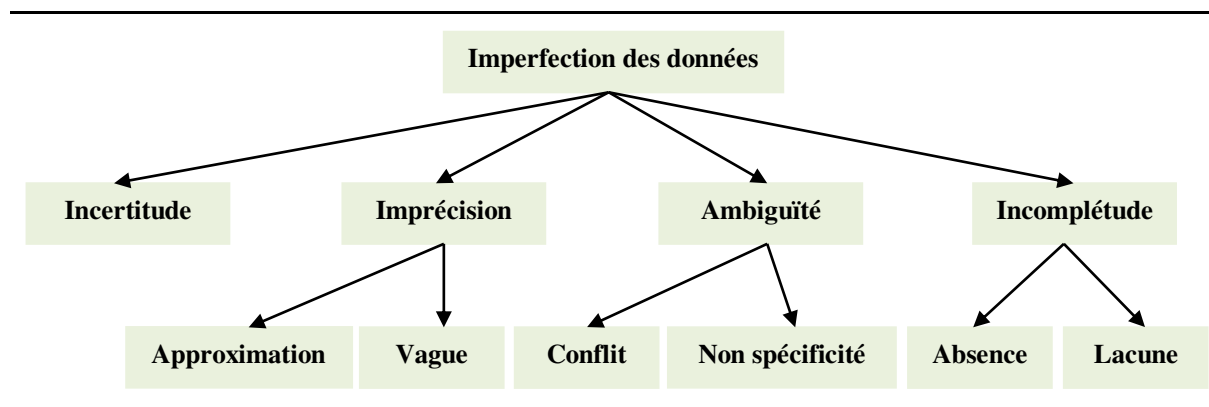 Imperfection des données
Incertitude
Imprécision
Ambiguïté
Incomplétude
Approximation
Vague
Conflit
Non spécificité
Absence
Lacune